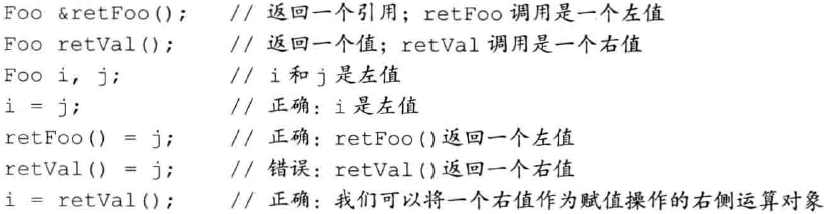 Foo &retFoo(); // 返回一个引用；retFoo 调用是一个左值
Foo retVal(); // 返回一个值；retVal 调用是一个右值
Foo i, j; // i 和 j 是左值
i = j; // 正确：i 是左值
retFoo() = j; // 正确：retFoo()返回一个左值
retVal() = j; // 错误：retVal()返回一个右值
i = retVal(); // 正确：我们可以将一个右值作为赋值操作的右侧运算对象